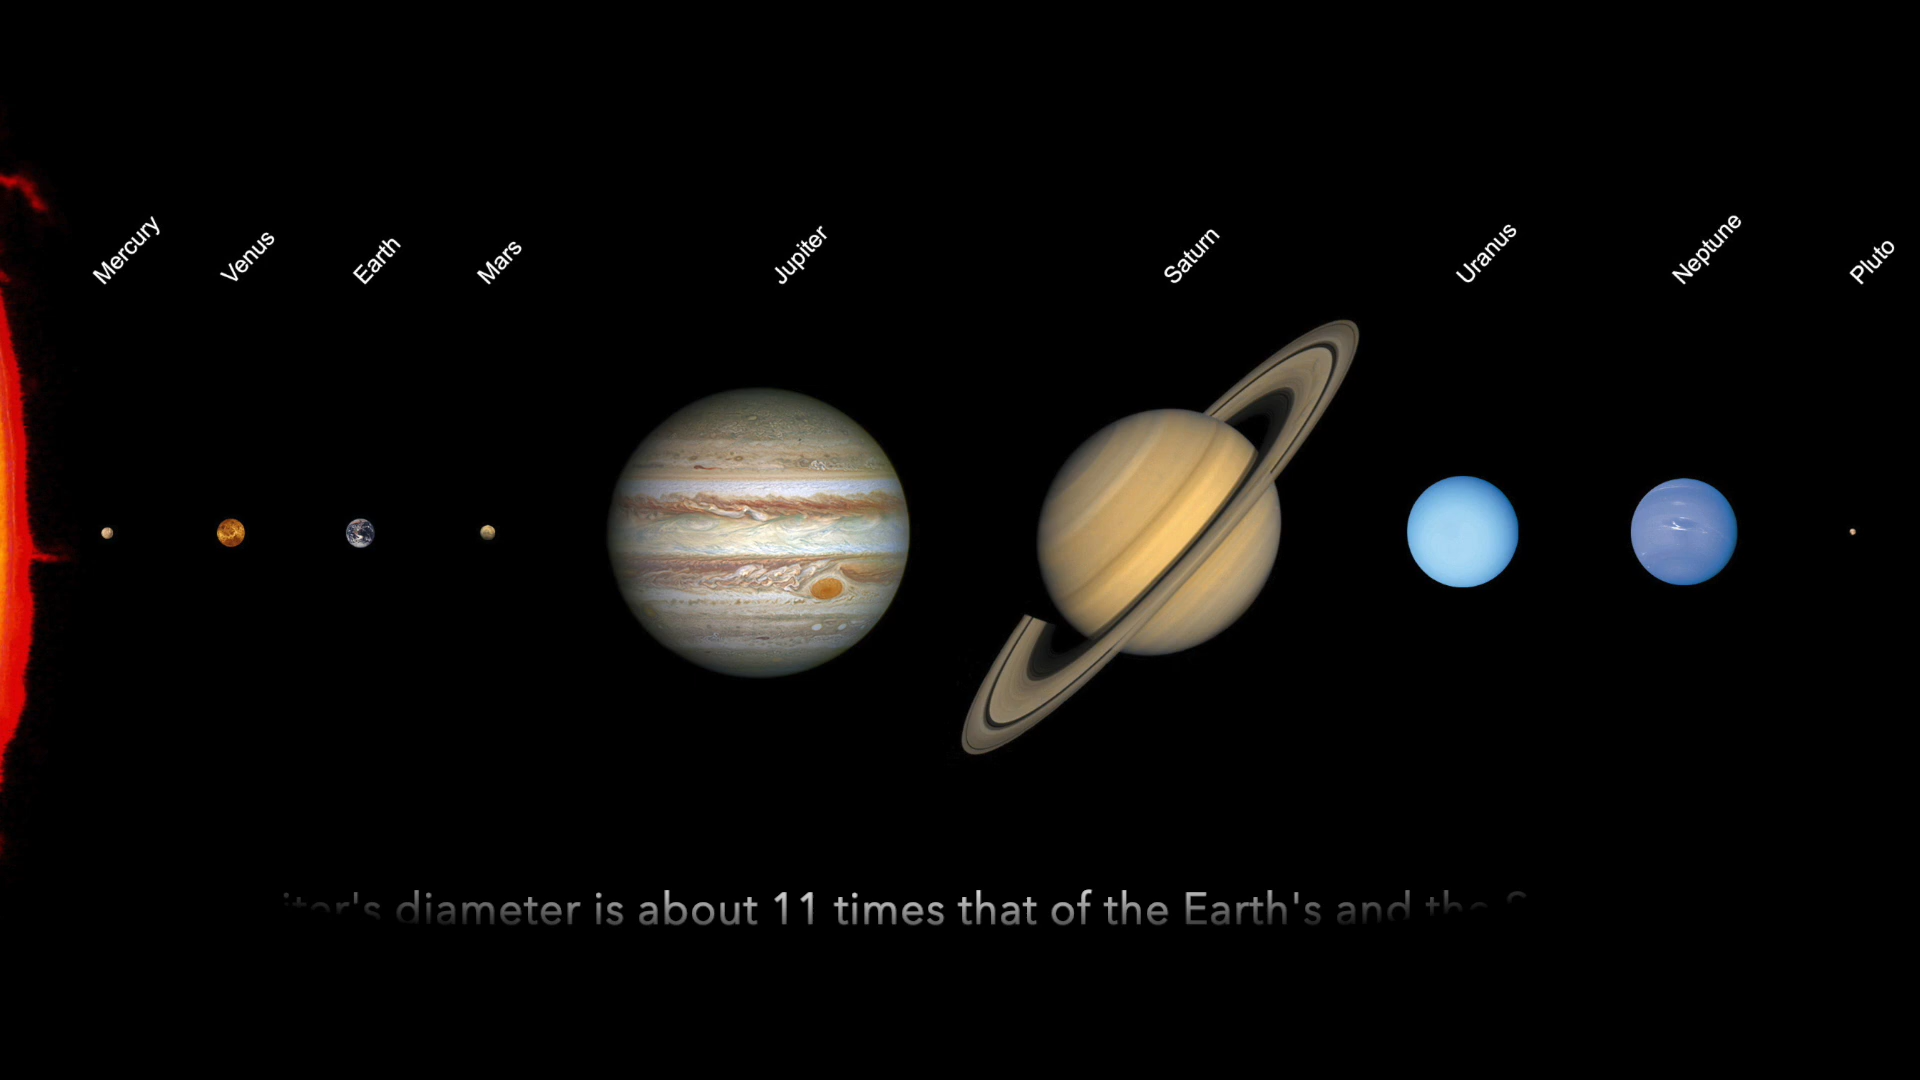 Mercury
Venus
Earth
Mars
Jupiter
Saturn
Uranus
Neptune
Pluto
diameter is about 11 times that of the Earth's and the